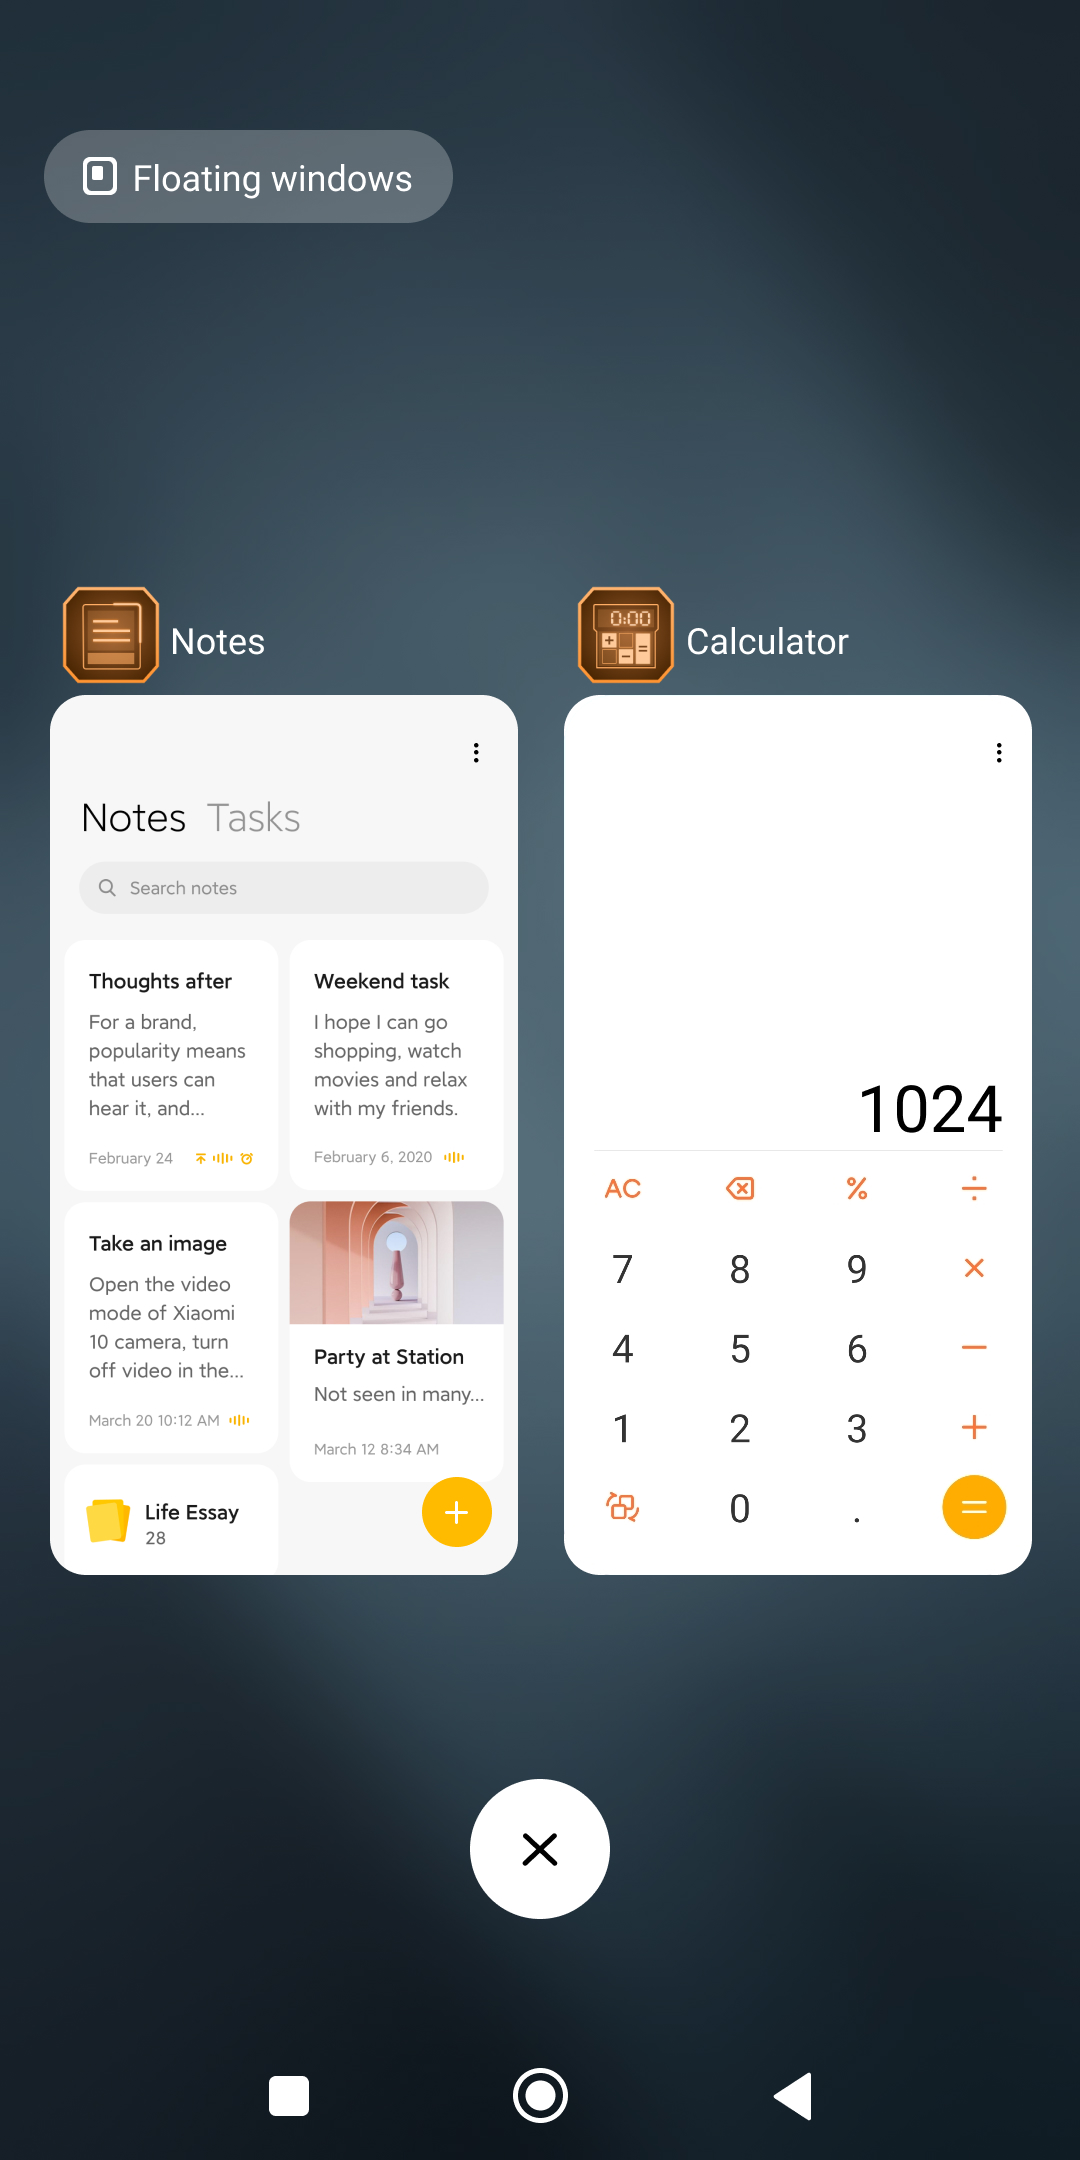 Floating windows
Notes
Calculator
Notes Tasks
Search notes
Thoughts after
For a brand,
popularity means
that users can
hear it, and...
February 24
Weekend task
I hope I can go
shopping, watch
movies and relax
with my friends.
February 6, 2020
Take an image
Open the video
mode of Xiaomi
10 camera, turn
off video in the...
March 20 10:12 AM
Party at Station
Not seen in many...
March 12 8:34 AM
Life Essay
28
0:00
1024
AC % ÷
7 8 9 ×
4 5 6 −
1 2 3 +
0 . =